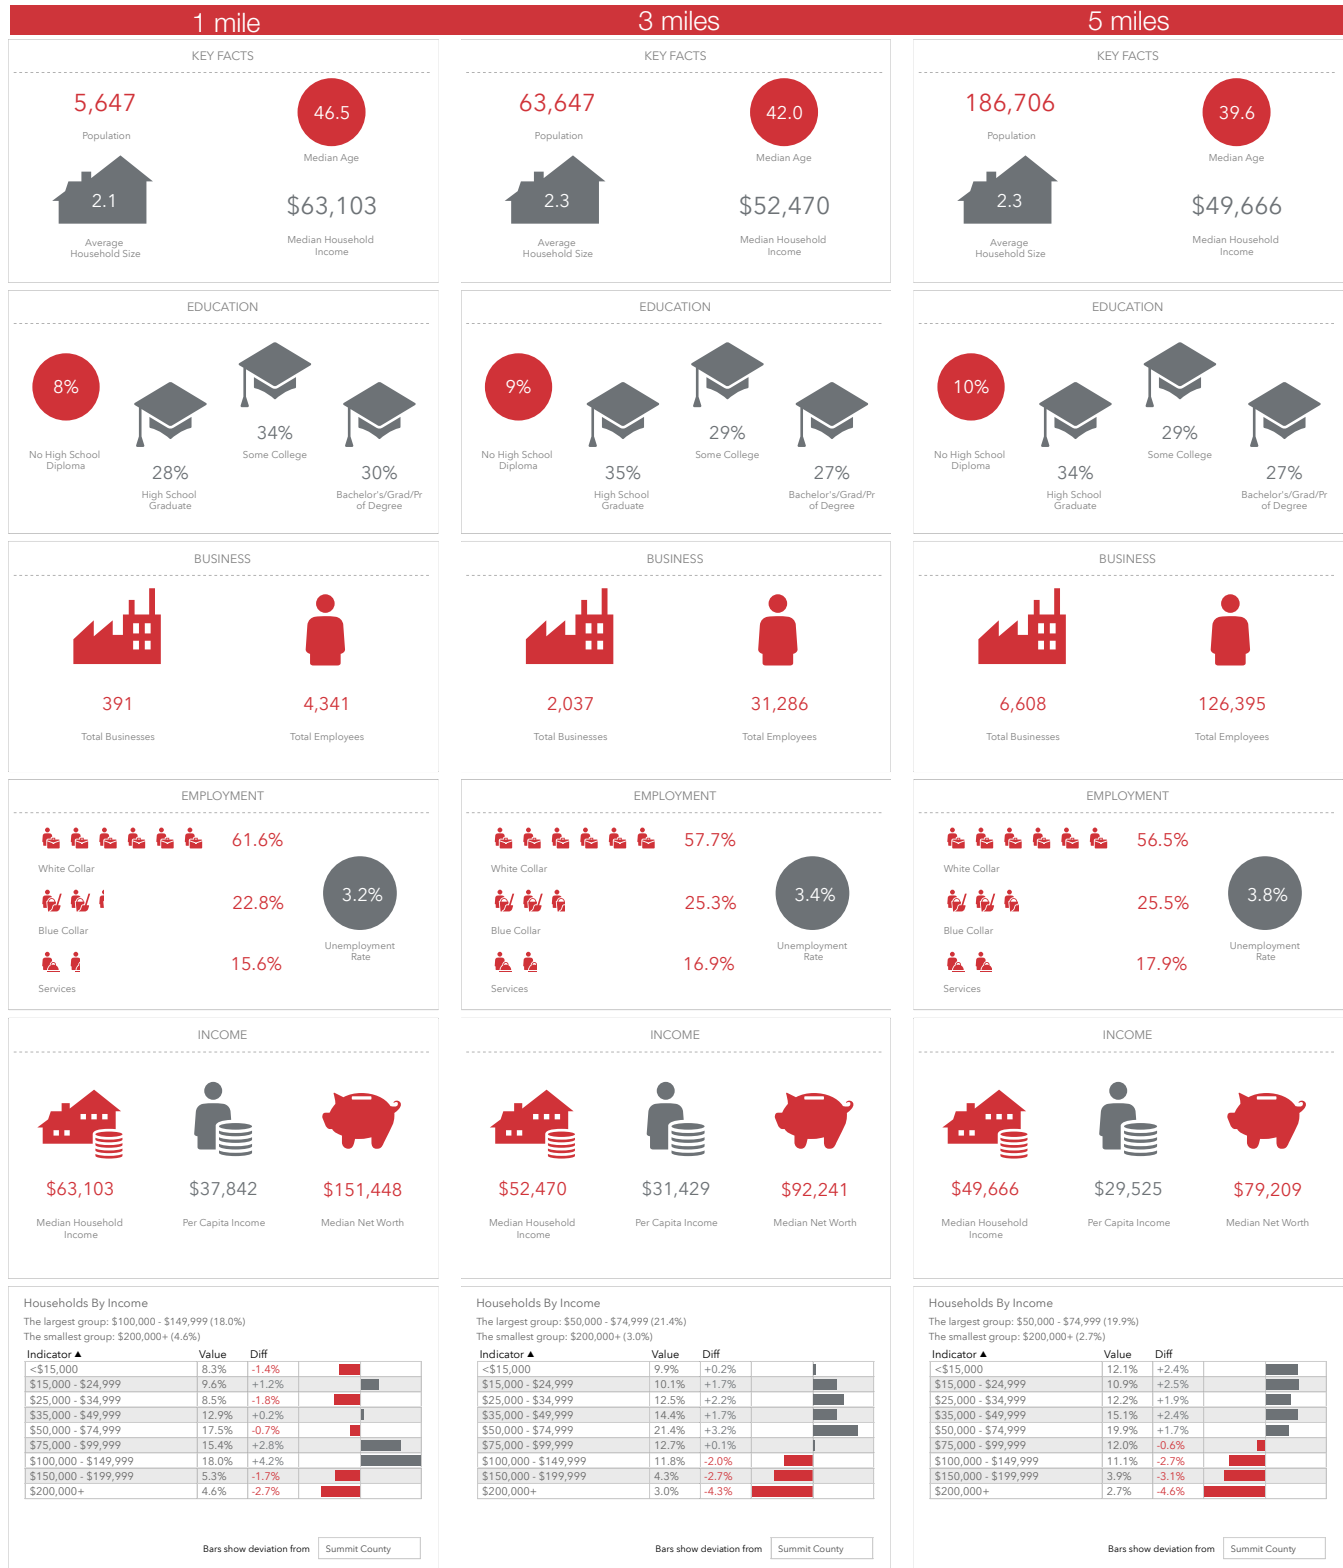 1 mile
KEY FACTS
5,647
Population
46.5
Median Age
2.1
Average
Household Size
$63,103
Median Household
Income
EDUCATION
8%
No High School
Diploma
28%
High School
Graduate
34%
Some College
30%
Bachelor's/Grad/Pr
of Degree
BUSINESS
391
Total Businesses
4,341
Total Employees
EMPLOYMENT
61.6%
White Collar
22.8%
Blue Collar
15.6%
Services
3.2%
Unemployment
Rate
INCOME
$63,103
Median Household
Income
$37,842
Per Capita Income
$151,448
Median Net Worth
Households By Income
The largest group: $100,000 - $149,999 (18.0%)
The smallest group: $200,000+ (4.6%)
Indicator ▲ Value Diff
<$15,000 8.3% -1.4%
$15,000 - $24,999 9.6% +1.2%
$25,000 - $34,999 8.5% -1.8%
$35,000 - $49,999 12.9% +0.2%
$50,000 - $74,999 17.5% -0.7%
$75,000 - $99,999 15.4% +2.8%
$100,000 - $149,999 18.0% +4.2%
$150,000 - $199,999 5.3% -1.7%
$200,000+ 4.6% -2.7%
Bars show deviation from Summit County
3 miles
KEY FACTS
63,647
Population
42.0
Median Age
2.3
Average
Household Size
$52,470
Median Household
Income
EDUCATION
9%
No High School
Diploma
35%
High School
Graduate
29%
Some College
27%
Bachelor's/Grad/Pr
of Degree
BUSINESS
2,037
Total Businesses
31,286
Total Employees
EMPLOYMENT
57.7%
White Collar
25.3%
Blue Collar
16.9%
Services
3.4%
Unemployment
Rate
INCOME
$52,470
Median Household
Income
$31,429
Per Capita Income
$92,241
Median Net Worth
Households By Income
The largest group: $50,000 - $74,999 (21.4%)
The smallest group: $200,000+ (3.0%)
Indicator ▲ Value Diff
<$15,000 9.9% +0.2%
$15,000 - $24,999 10.1% +1.7%
$25,000 - $34,999 12.5% +2.2%
$35,000 - $49,999 14.4% +1.7%
$50,000 - $74,999 21.4% +3.2%
$75,000 - $99,999 12.7% +0.1%
$100,000 - $149,999 11.8% -2.0%
$150,000 - $199,999 4.3% -2.7%
$200,000+ 3.0% -4.3%
Bars show deviation from Summit County
5 miles
KEY FACTS
186,706
Population
39.6
Median Age
2.3
Average
Household Size
$49,666
Median Household
Income
EDUCATION
10%
No High School
Diploma
34%
High School
Graduate
29%
Some College
27%
Bachelor's/Grad/Pr
of Degree
BUSINESS
6,608
Total Businesses
126,395
Total Employees
EMPLOYMENT
56.5%
White Collar
25.5%
Blue Collar
17.9%
Services
3.8%
Unemployment
Rate
INCOME
$49,666
Median Household
Income
$29,525
Per Capita Income
$79,209
Median Net Worth
Households By Income
The largest group: $50,000 - $74,999 (19.9%)
The smallest group: $200,000+ (2.7%)
Indicator ▲ Value Diff
<$15,000 12.1% +2.4%
$15,000 - $24,999 10.9% +2.5%
$25,000 - $34,999 12.2% +1.9%
$35,000 - $49,999 15.1% +2.4%
$50,000 - $74,999 19.9% +1.7%
$75,000 - $99,999 12.0% -0.6%
$100,000 - $149,999 11.1% -2.7%
$150,000 - $199,999 3.9% -3.1%
$200,000+ 2.7% -4.6%
Bars show deviation from Summit County